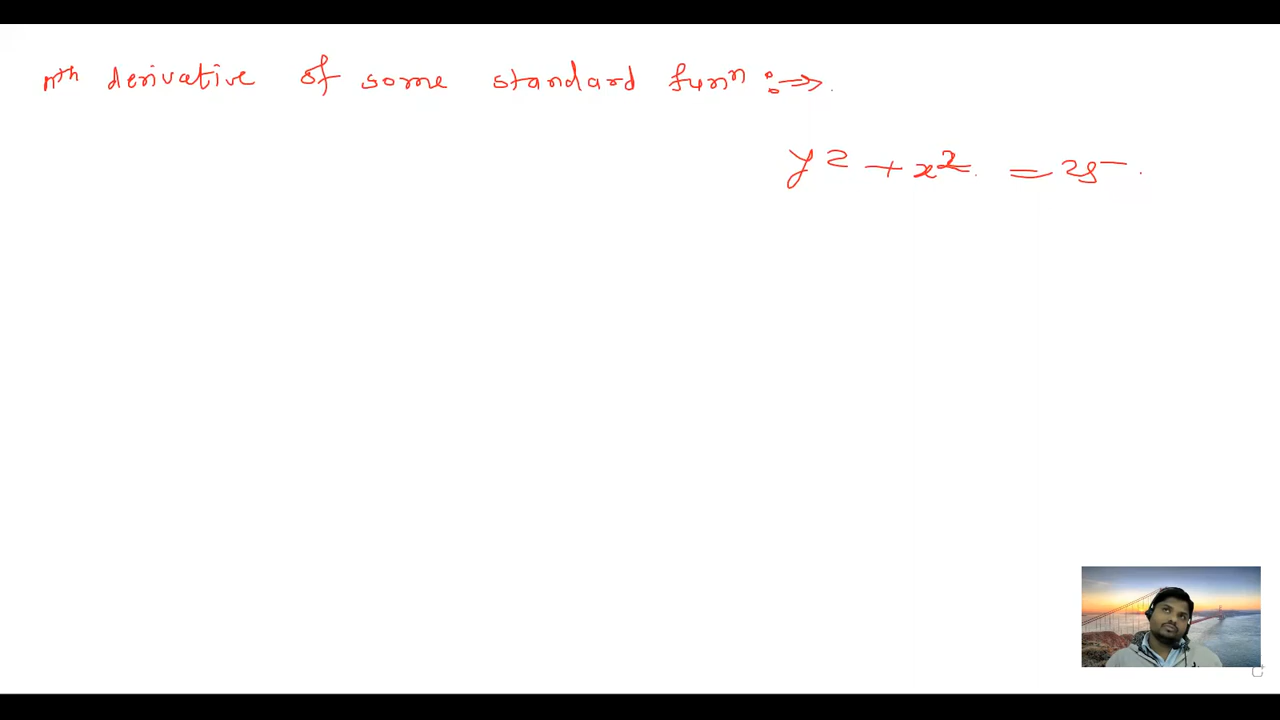 nth derivative of some standard funⁿ :→
y² + x² = 25